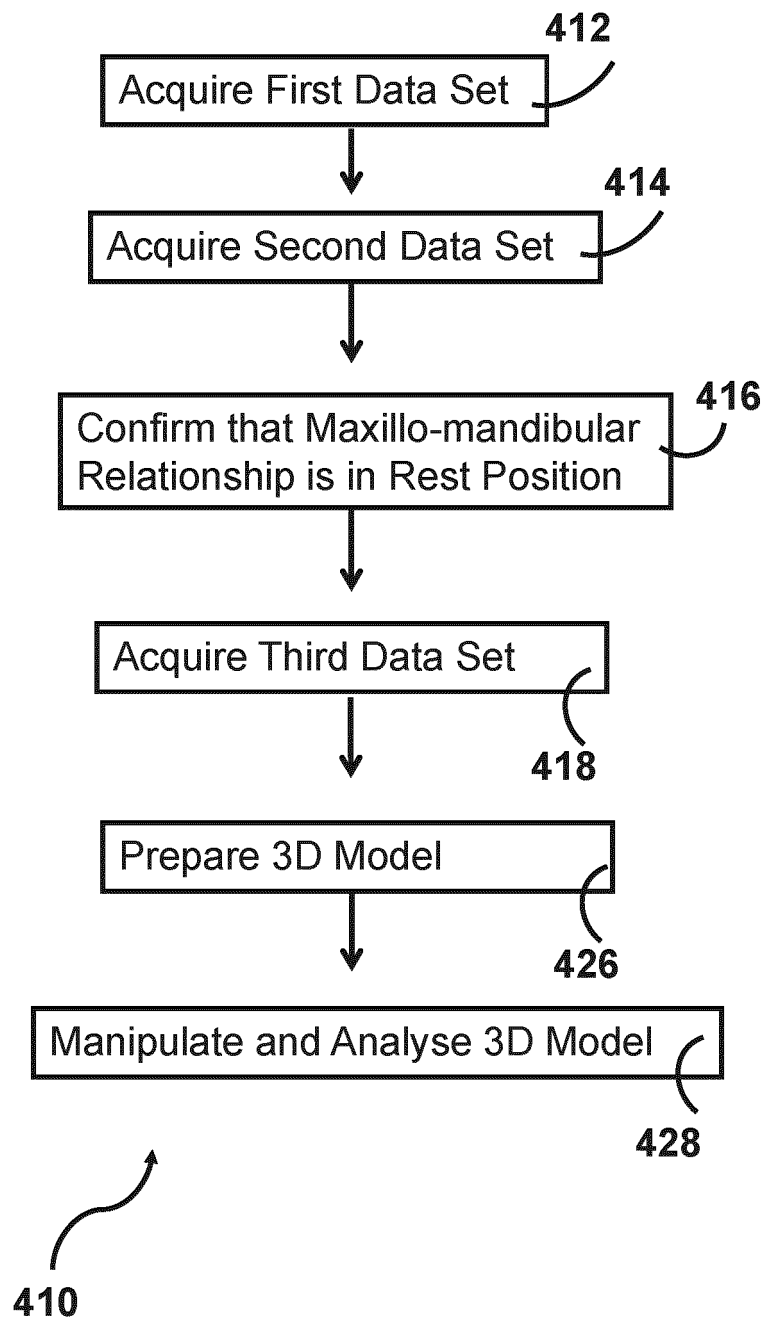 412
Acquire First Data Set
414
Acquire Second Data Set
416
Confirm that Maxillo-mandibular
Relationship is in Rest Position
Acquire Third Data Set
418
Prepare 3D Model
426
Manipulate and Analyse 3D Model
428
410